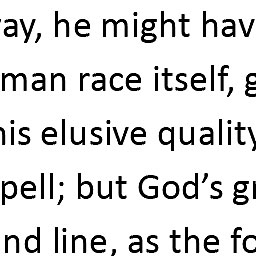 ray, he might hav
man race itself, g
his elusive quality
pell; but God’s gr
nd line, as the fo